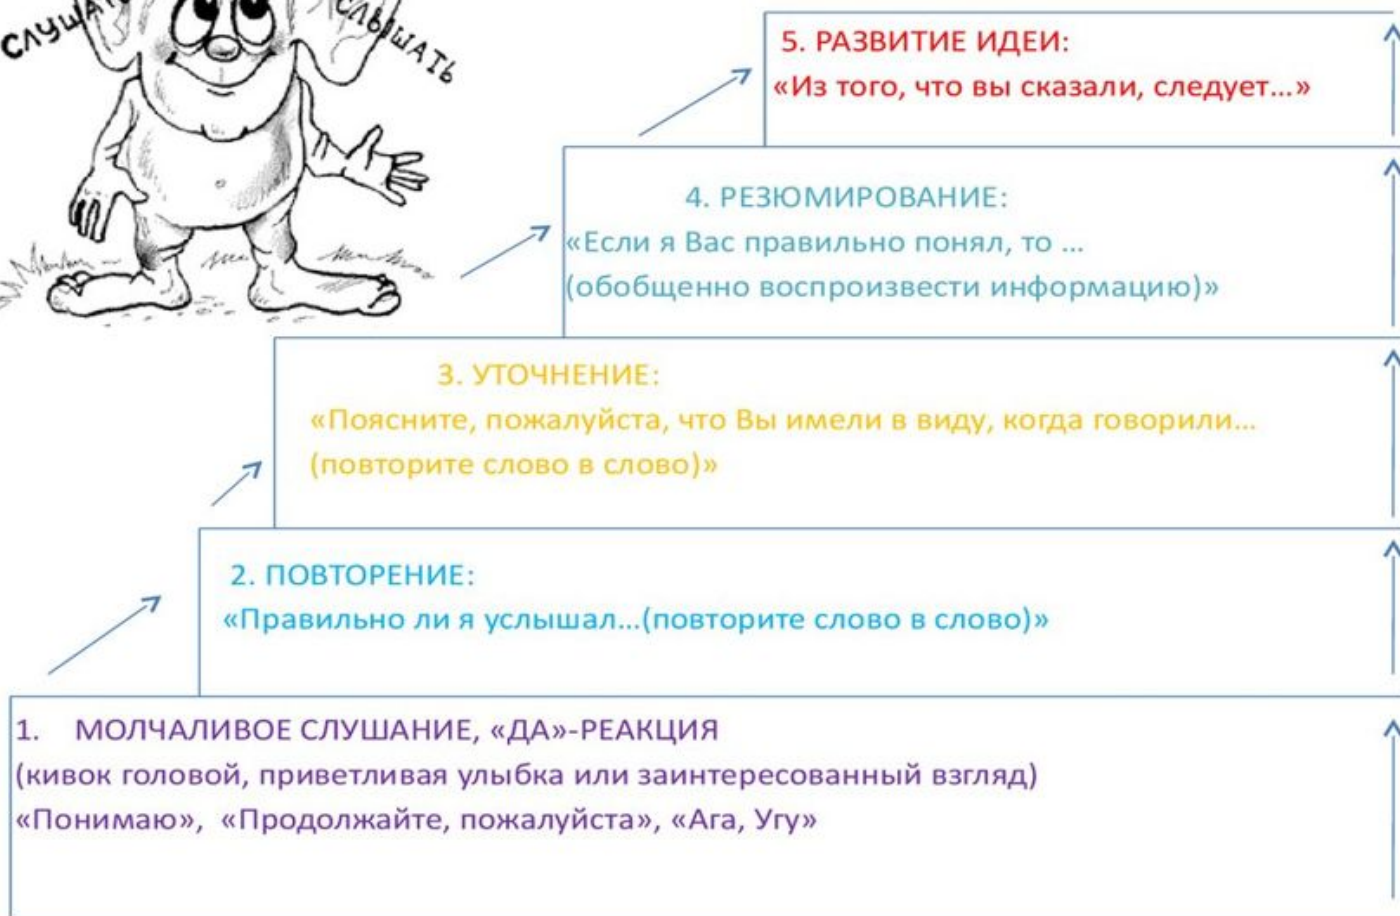 СЛУШАТЬ
СЛЫШАТЬ
5. РАЗВИТИЕ ИДЕИ:
«Из того, что вы сказали, следует...»
4. РЕЗЮМИРОВАНИЕ:
«Если я Вас правильно понял, то ...
(обобщенно воспроизвести информацию)»
3. УТОЧНЕНИЕ:
«Поясните, пожалуйста, что Вы имели в виду, когда говорили...
(повторите слово в слово)»
2. ПОВТОРЕНИЕ:
«Правильно ли я услышал...(повторите слово в слово)»
1. МОЛЧАЛИВОЕ СЛУШАНИЕ, «ДА»-РЕАКЦИЯ
(кивок головой, приветливая улыбка или заинтересованный взгляд)
«Понимаю», «Продолжайте, пожалуйста», «Ага, Угу»